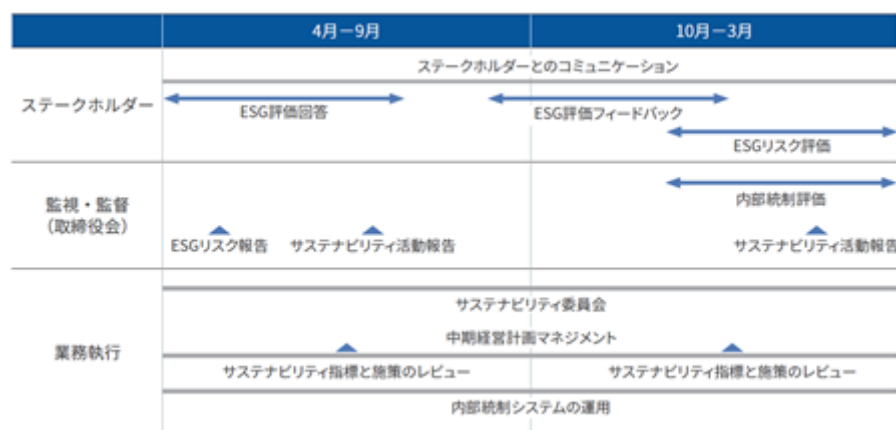 4月－9月
10月－3月
ステークホルダー
ステークホルダーとのコミュニケーション
ESG評価回答
ESG評価フィードバック
ESGリスク評価
監視・監督
（取締役会）
内部統制評価
ESGリスク報告
サステナビリティ活動報告
サステナビリティ活動報告
業務執行
サステナビリティ委員会
中期経営計画マネジメント
サステナビリティ指標と施策のレビュー
サステナビリティ指標と施策のレビュー
内部統制システムの運用